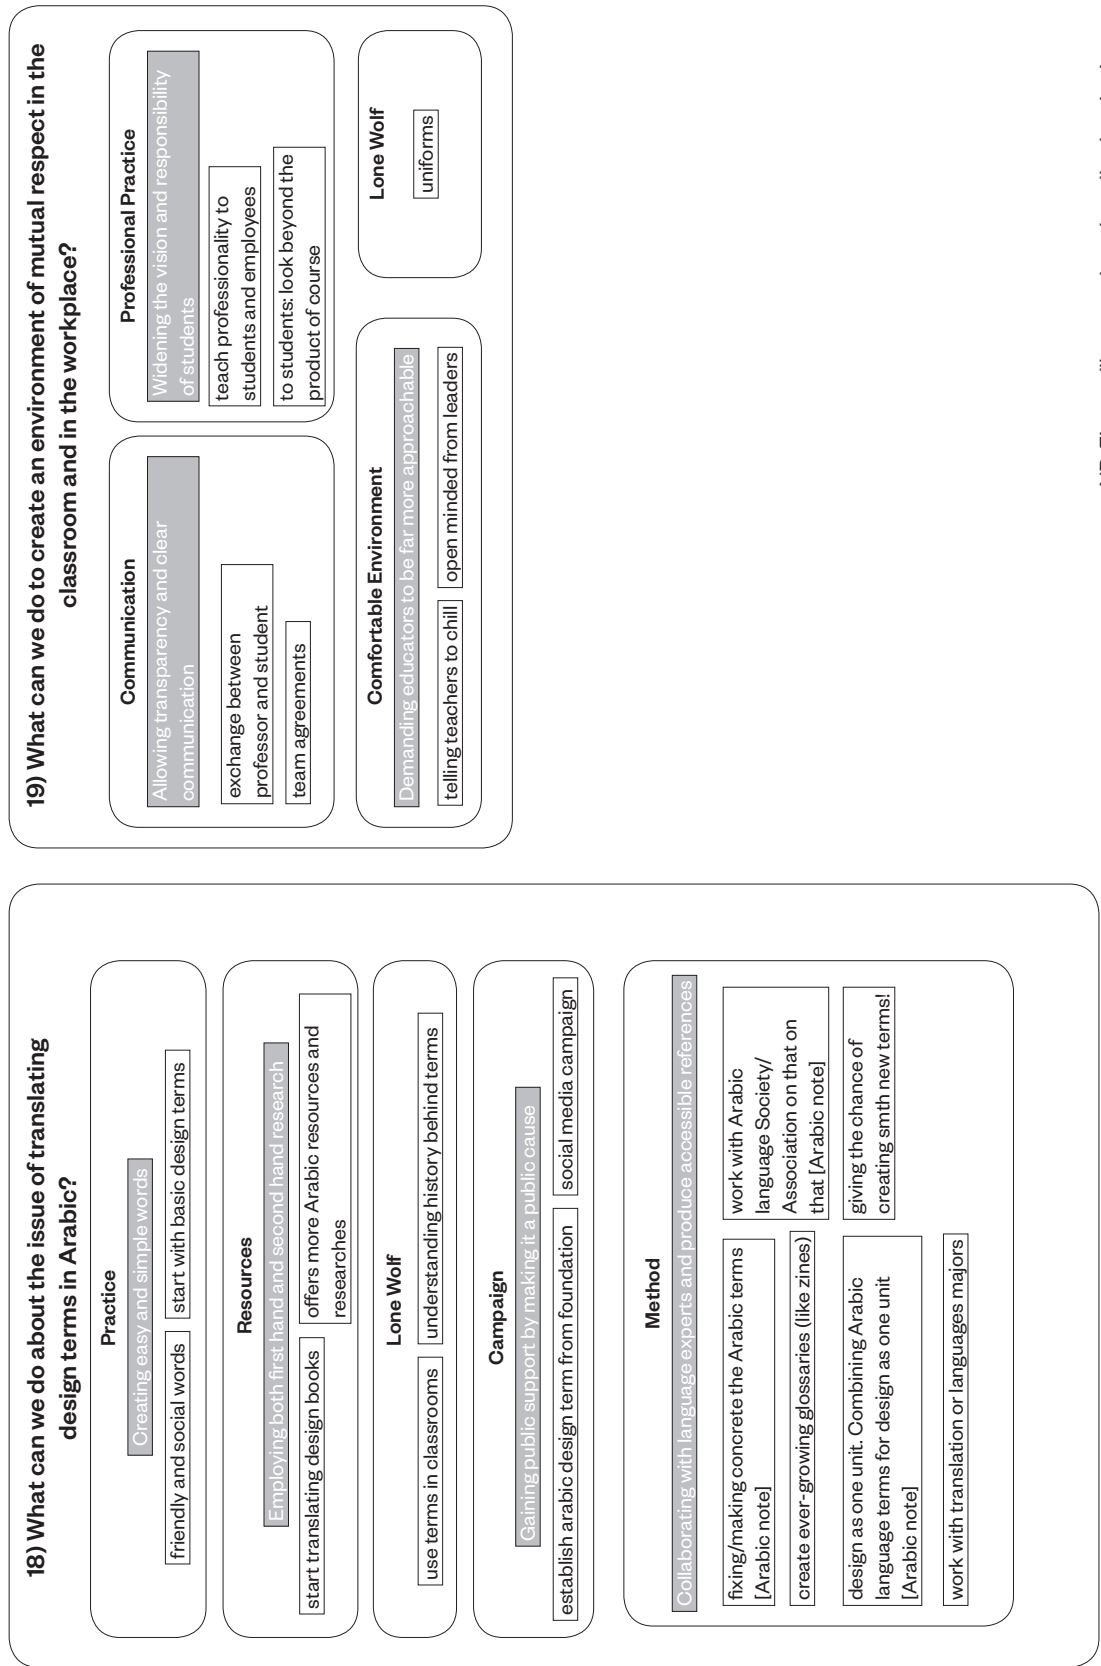 18) What can we do about the issue of translating
design terms in Arabic?
Practice
Creating easy and simple words
friendly and social words
start with basic design terms
Resources
Employing both first hand and second hand research
start translating design books
offers more Arabic resources and
researches
Lone Wolf
use terms in classrooms
understanding history behind terms
Campaign
Gaining public support by making it a public cause
establish arabic design term from foundation
social media campaign
Method
Collaborating with language experts and produce accessible references
fixing/making concrete the Arabic terms
[Arabic note]
work with Arabic
language Society/
Association on that on
that [Arabic note]
create ever-growing glossaries (like zines)
design as one unit. Combining Arabic
language terms for design as one unit
[Arabic note]
giving the chance of
creating smth new terms!
work with translation or languages majors
19) What can we do to create an environment of mutual respect in the
classroom and in the workplace?
Communication
Allowing transparency and clear
communication
exchange between
professor and student
team agreements
Professional Practice
Widening the vision and responsibility
of students
teach professionality to
students and employees
to students: look beyond the
product of course
Comfortable Environment
Demanding educators to be far more approachable
telling teachers to chill
open minded from leaders
Lone Wolf
uniforms